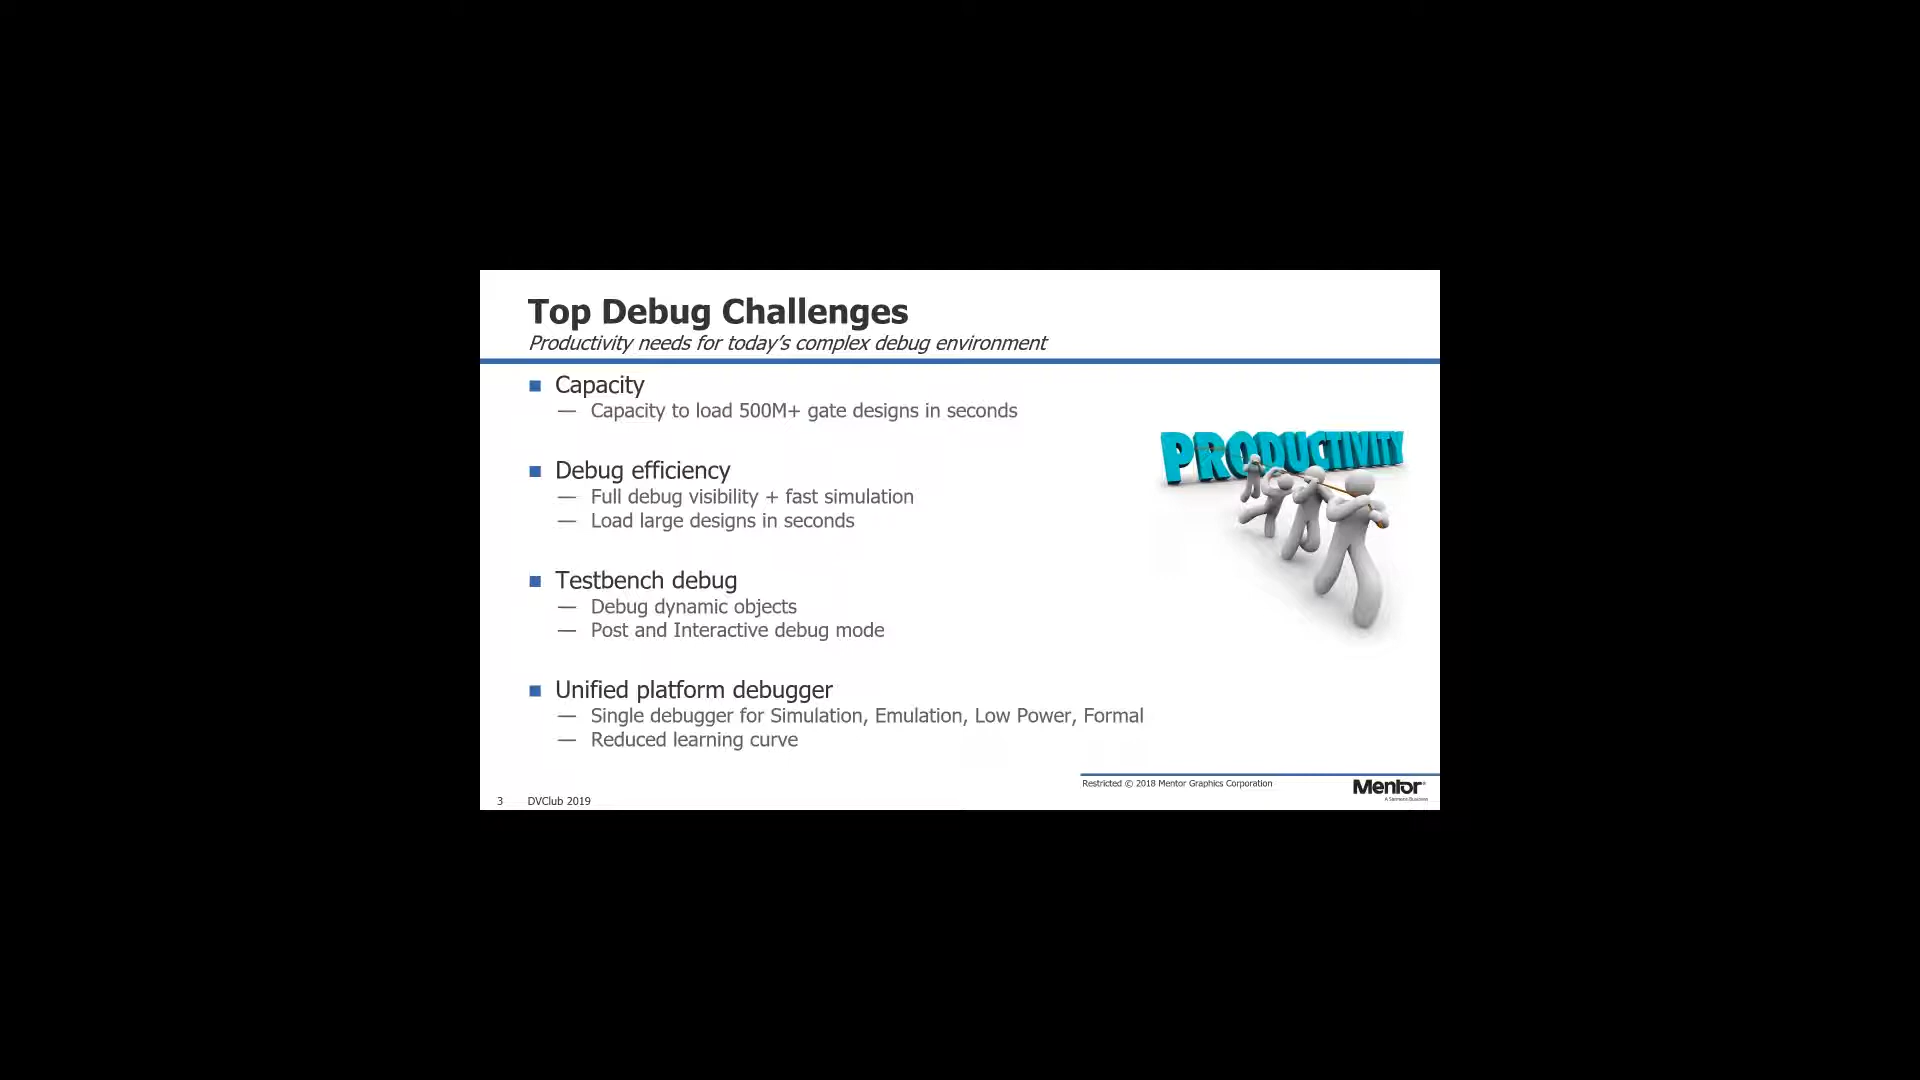 Top Debug Challenges
Productivity needs for today's complex debug environment
Capacity
— Capacity to load 500M+ gate designs in seconds
Debug efficiency
— Full debug visibility + fast simulation
— Load large designs in seconds
Testbench debug
— Debug dynamic objects
— Post and Interactive debug mode
Unified platform debugger
— Single debugger for Simulation, Emulation, Low Power, Formal
— Reduced learning curve
PRODUCTIVITY
Restricted © 2018 Mentor Graphics Corporation
Mentor®
A Siemens Business
3 DVClub 2019